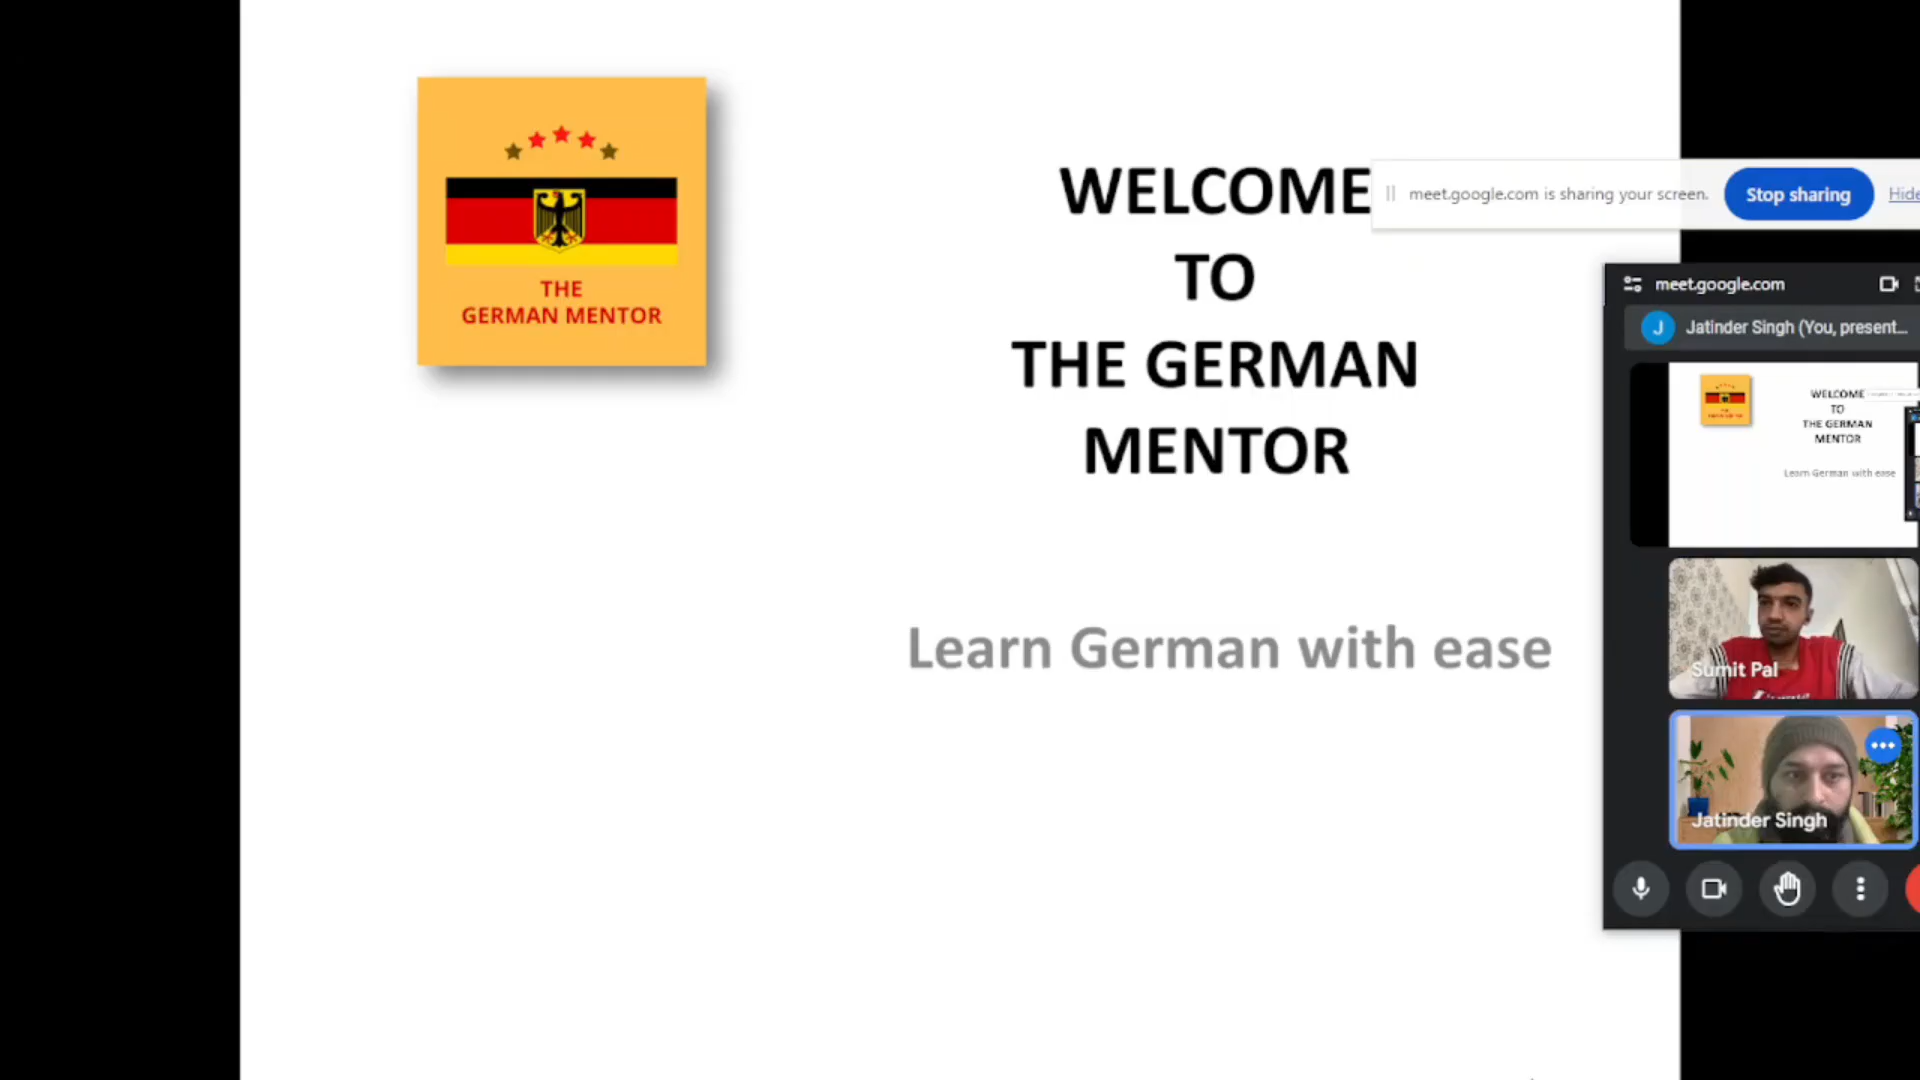 THE
GERMAN MENTOR
WELCOME
TO
THE GERMAN
MENTOR
Learn German with ease
meet.google.com is sharing your screen. Stop sharing Hide
meet.google.com
J Jatinder Singh (You, present...
WELCOME
TO
THE GERMAN
MENTOR
Learn German with ease
Sumit Pal
Jatinder Singh